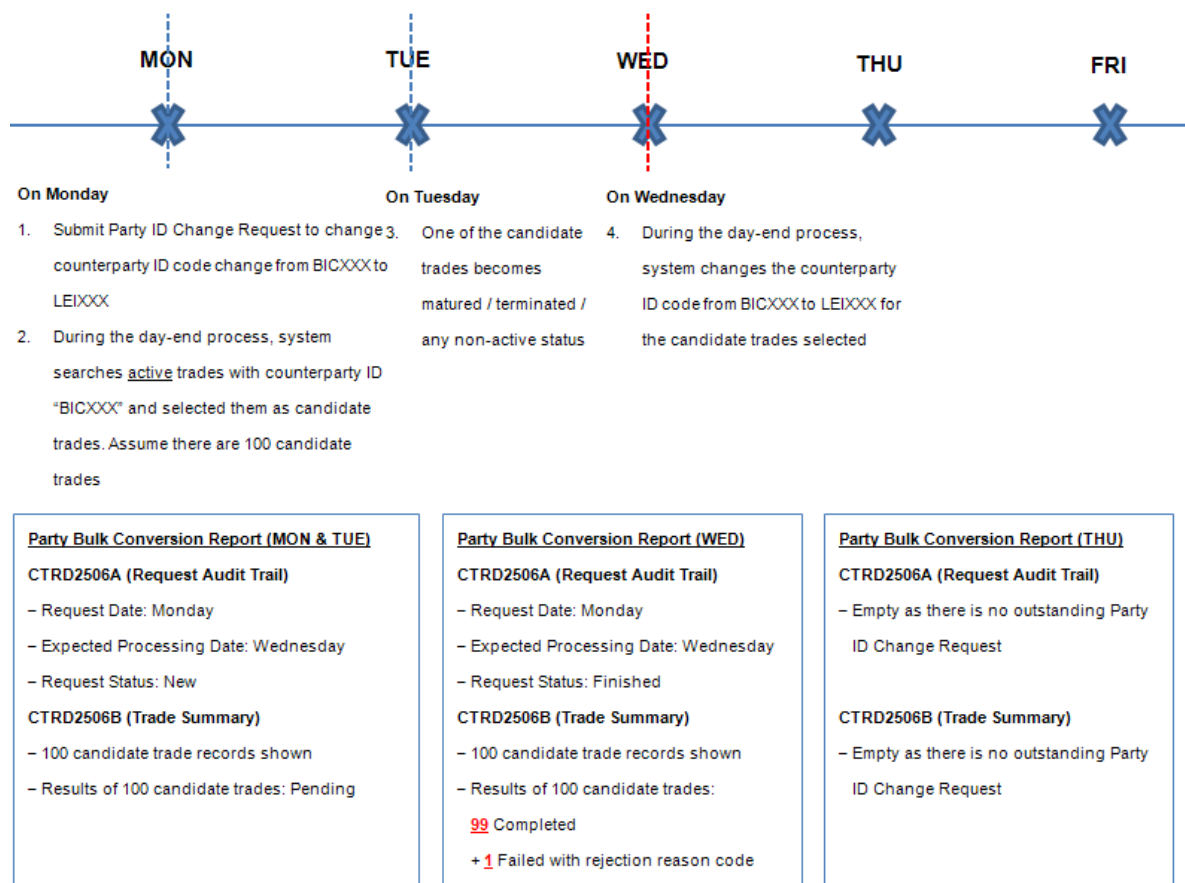 MON
TUE
WED
THU
FRI
On Monday
1. Submit Party ID Change Request to change
counterparty ID code change from BICXXX to
LEIXXX
2. During the day-end process, system
searches active trades with counterparty ID
“BICXXX” and selected them as candidate
trades. Assume there are 100 candidate
trades
On Tuesday
3. One of the candidate
trades becomes
matured / terminated /
any non-active status
On Wednesday
4. During the day-end process,
system changes the counterparty
ID code from BICXXX to LEIXXX for
the candidate trades selected
Party Bulk Conversion Report (MON & TUE)
CTRD2506A (Request Audit Trail)
– Request Date: Monday
– Expected Processing Date: Wednesday
– Request Status: New
CTRD2506B (Trade Summary)
– 100 candidate trade records shown
– Results of 100 candidate trades: Pending
Party Bulk Conversion Report (WED)
CTRD2506A (Request Audit Trail)
– Request Date: Monday
– Expected Processing Date: Wednesday
– Request Status: Finished
CTRD2506B (Trade Summary)
– 100 candidate trade records shown
– Results of 100 candidate trades:
99 Completed
+ 1 Failed with rejection reason code
Party Bulk Conversion Report (THU)
CTRD2506A (Request Audit Trail)
– Empty as there is no outstanding Party
ID Change Request
CTRD2506B (Trade Summary)
– Empty as there is no outstanding Party
ID Change Request